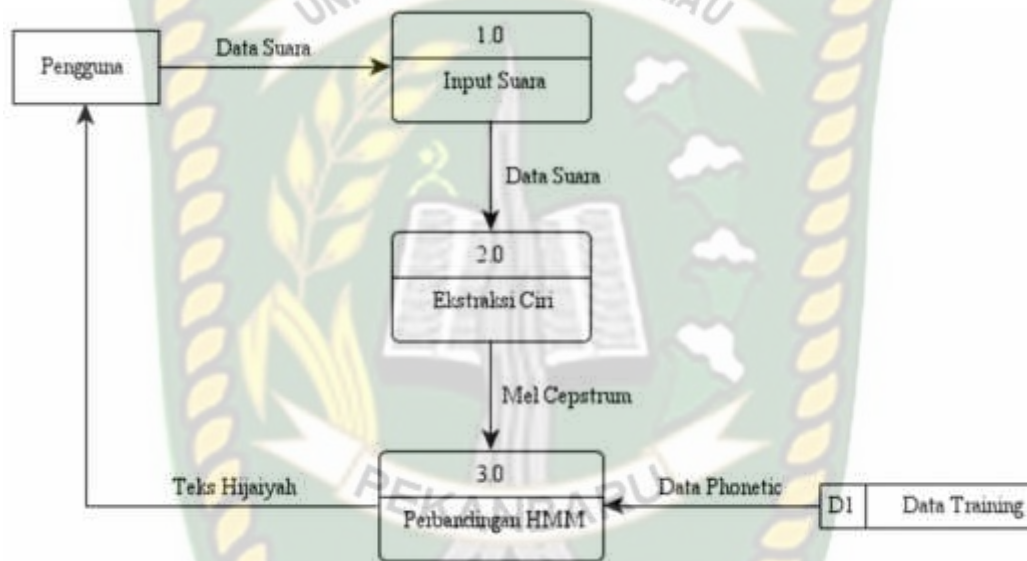 Pengguna
Data Suara
1.0
Input Suara
Data Suara
2.0
Ekstraksi Ciri
Mel Cepstrum
3.0
Perbandingan HMM
Teks Hijaiyah
Data Phonetic
D1
Data Training
PEKANBARU